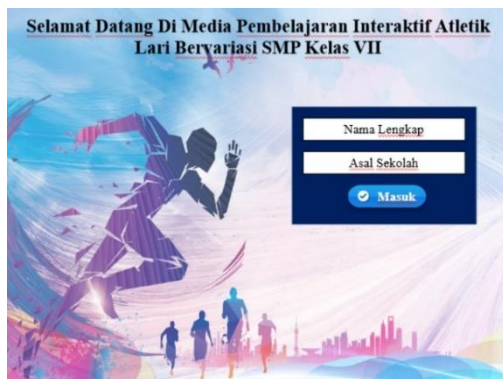 Selamat Datang Di Media Pembelajaran Interaktif Atletik
Lari Bervariasi SMP Kelas VII
Nama Lengkap
Asal Sekolah
Masuk